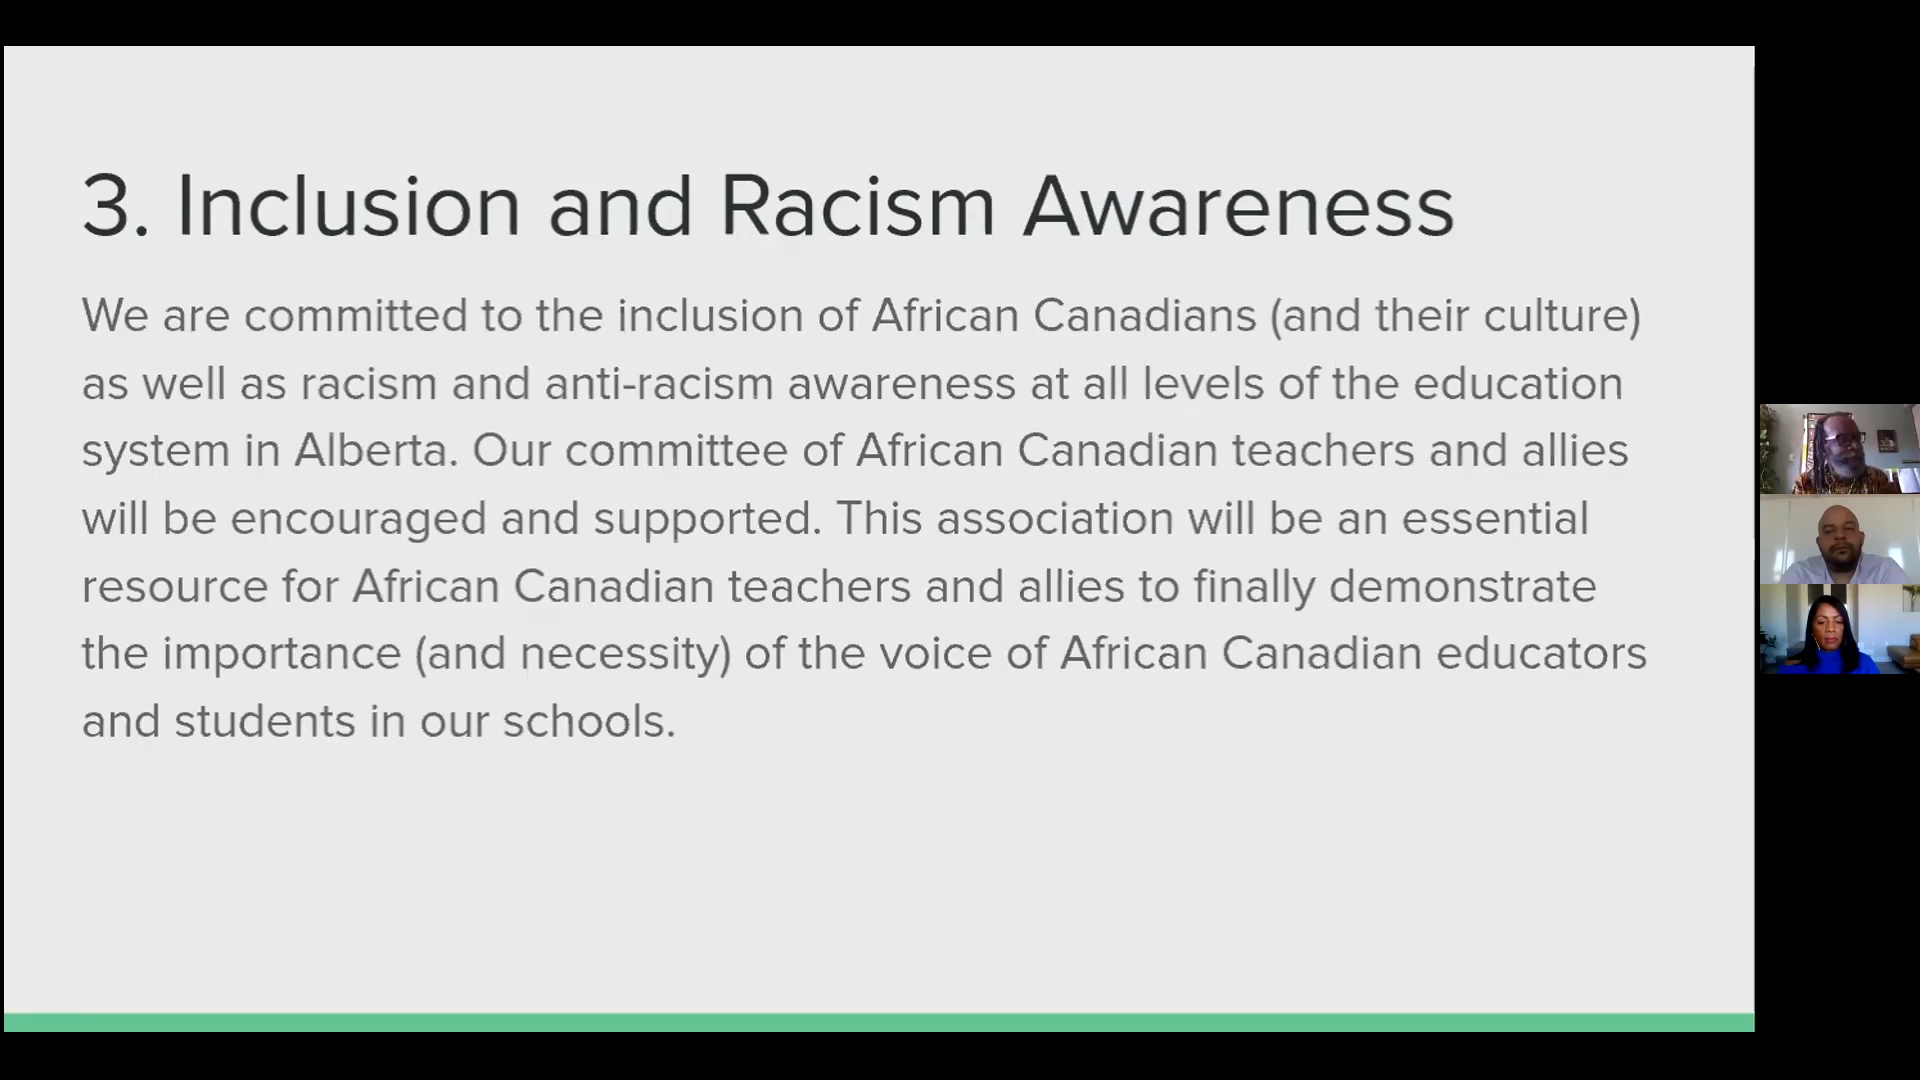 3. Inclusion and Racism Awareness
We are committed to the inclusion of African Canadians (and their culture)
as well as racism and anti-racism awareness at all levels of the education
system in Alberta. Our committee of African Canadian teachers and allies
will be encouraged and supported. This association will be an essential
resource for African Canadian teachers and allies to finally demonstrate
the importance (and necessity) of the voice of African Canadian educators
and students in our schools.